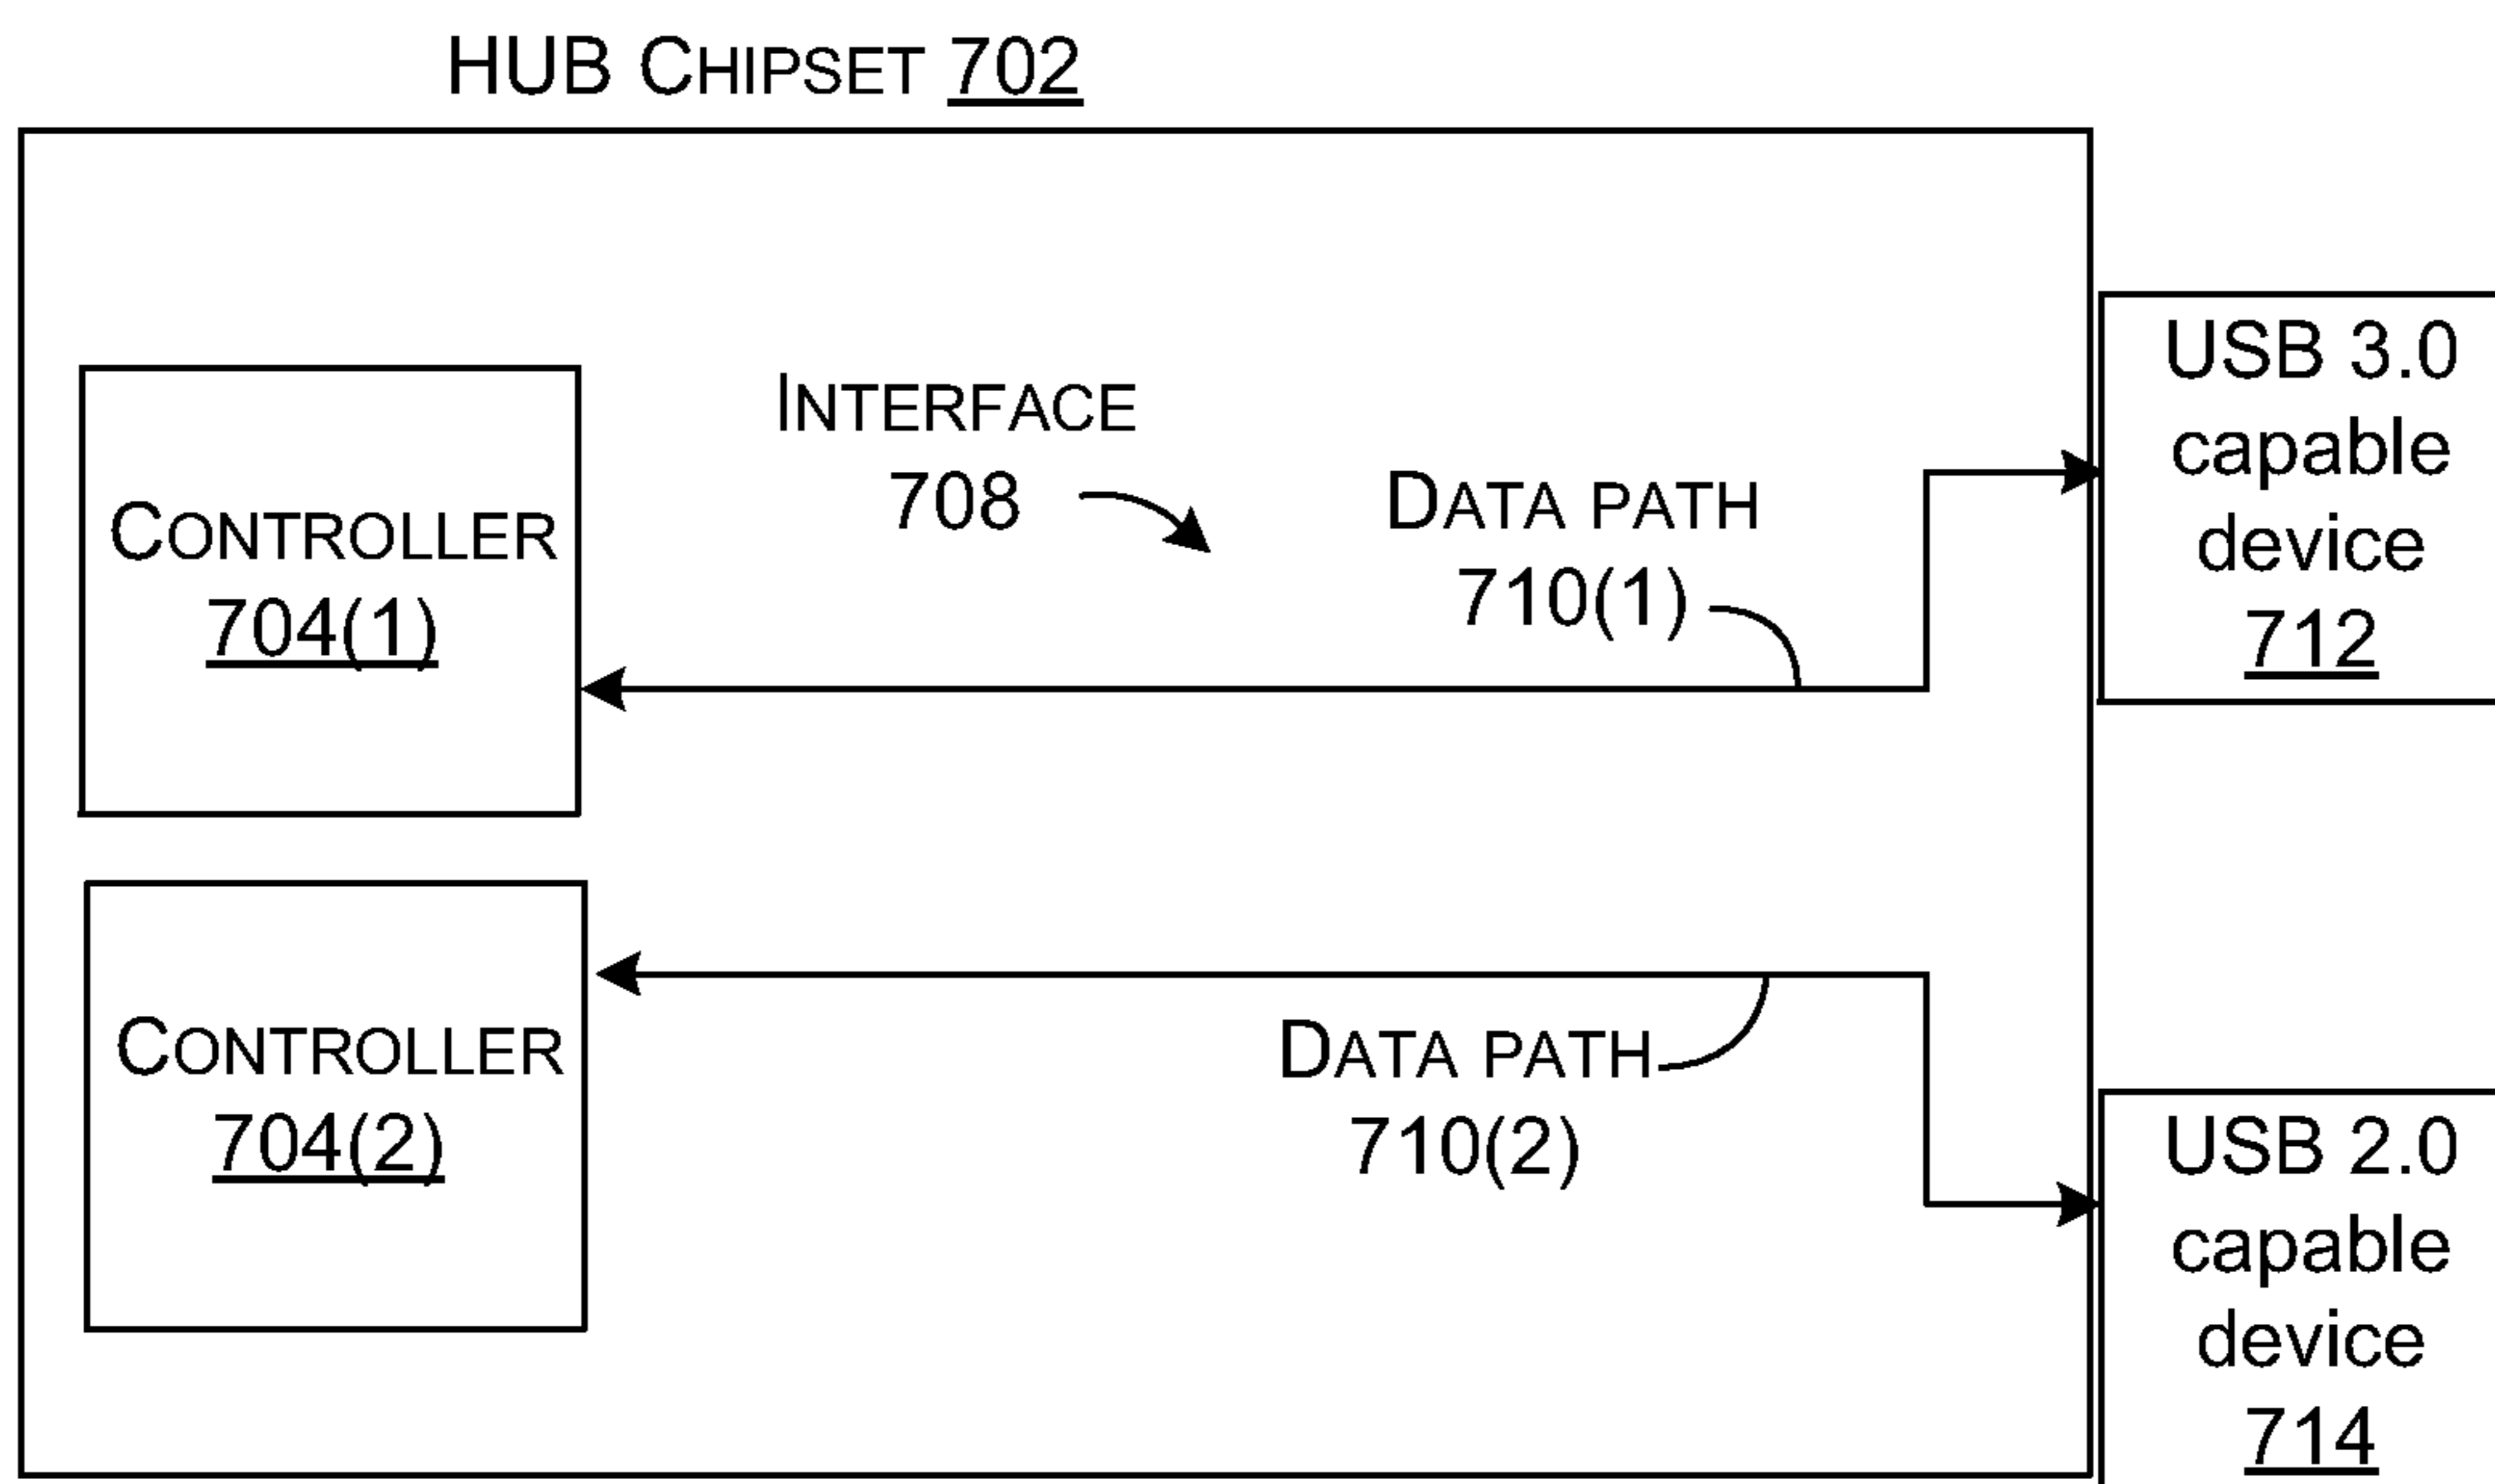 HUB CHIPSET 702
INTERFACE
708
DATA PATH
710(1)
USB 3.0
capable
device
712
CONTROLLER
704(1)
CONTROLLER
704(2)
DATA PATH
710(2)
USB 2.0
capable
device
714